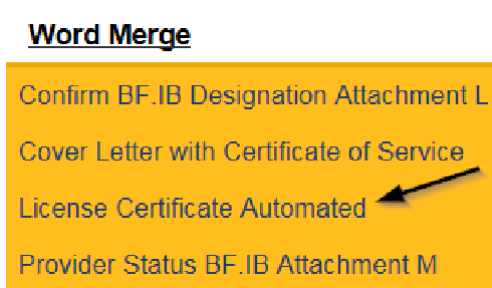 Word Merge
Confirm BF.IB Designation Attachment L
Cover Letter with Certificate of Service
License Certificate Automated
Provider Status BF.IB Attachment M